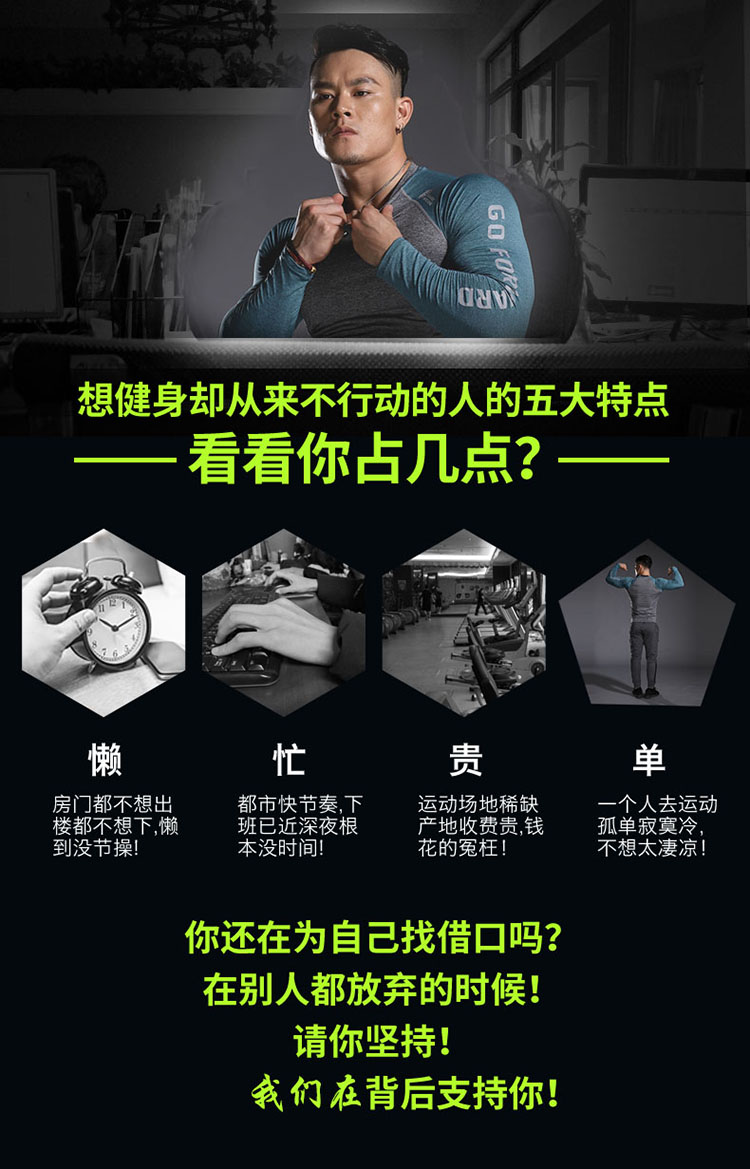 GO FORWARD
想健身却从来不行动的人的五大特点
看看你占几点?
懒
房门都不想出
楼都不想下,懒
到没节操!
忙
都市快节奏,下
班已近深夜根
本没时间!
贵
运动场地稀缺
产地收费贵,钱
花的冤枉!
单
一个人去运动
孤单寂寞冷,
不想太凄凉!
你还在为自己找借口吗?
在别人都放弃的时候!
请你坚持!
我们在背后支持你!